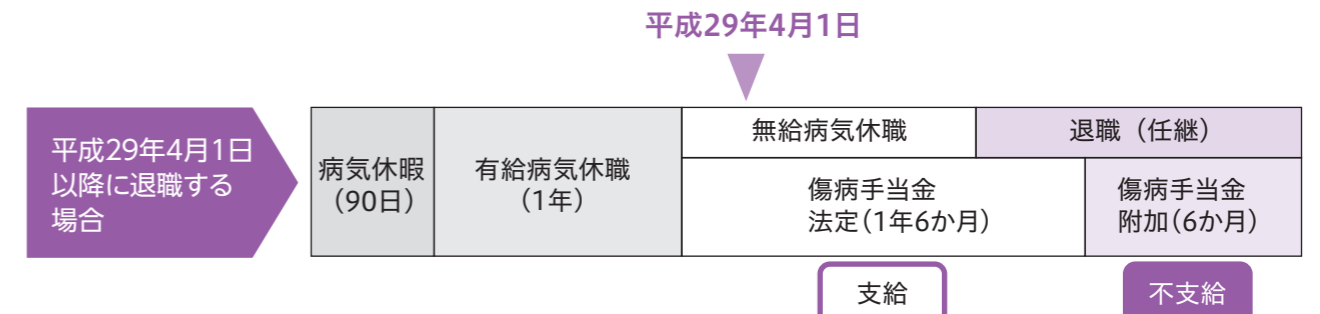 平成29年4月1日
平成29年4月1日
以降に退職する
場合
病気休暇
（90日）
有給病気休職
（1年）
無給病気休職
退職（任継）
傷病手当金
法定（1年6か月）
傷病手当金
附加（6か月）
支給
不支給